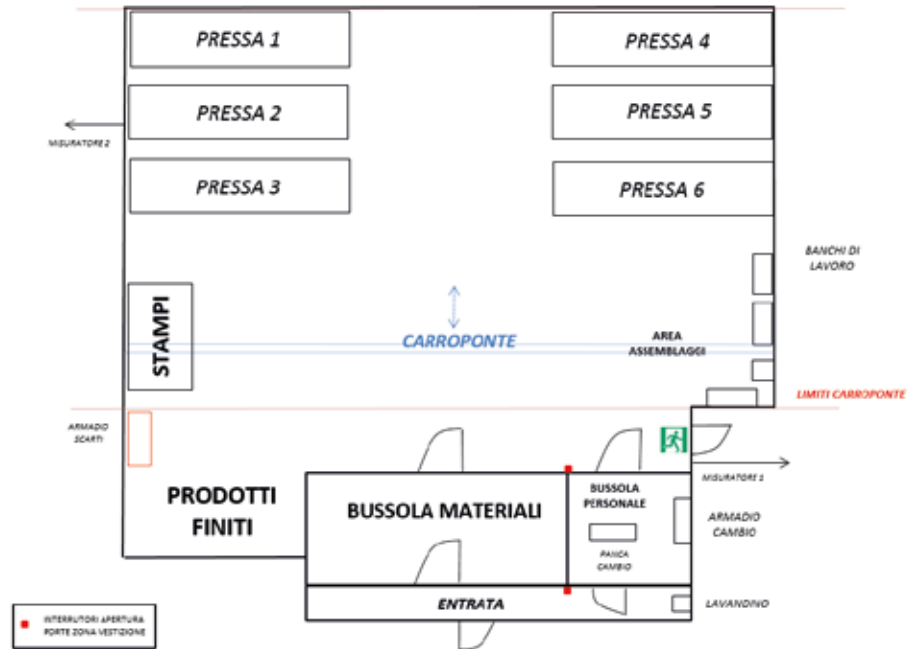 PRESSA 1
PRESSA 4
PRESSA 2
PRESSA 5
MISURATORE 2
PRESSA 3
PRESSA 6
BANCHI DI
LAVORO
STAMPI
CARROPONTE
AREA
ASSEMBLAGGI
LIMITI CARROPONTE
ARMADIO
SCARTI
MISURATORE 1
PRODOTTI
FINITI
BUSSOLA MATERIALI
BUSSOLA
PERSONALE
ARMADIO
CAMBIO
PANCA
CAMBIO
ENTRATA
LAVANDINO
INTERRUTORI APERTURA
PORTE ZONA VESTIZIONE